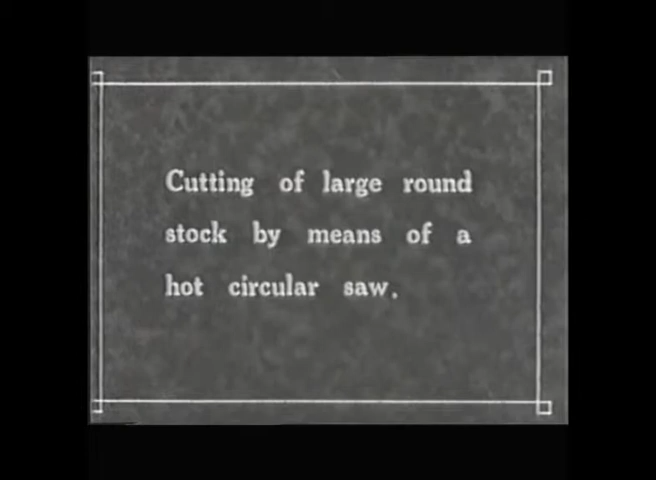 Cutting of large round
stock by means of a
hot circular saw.